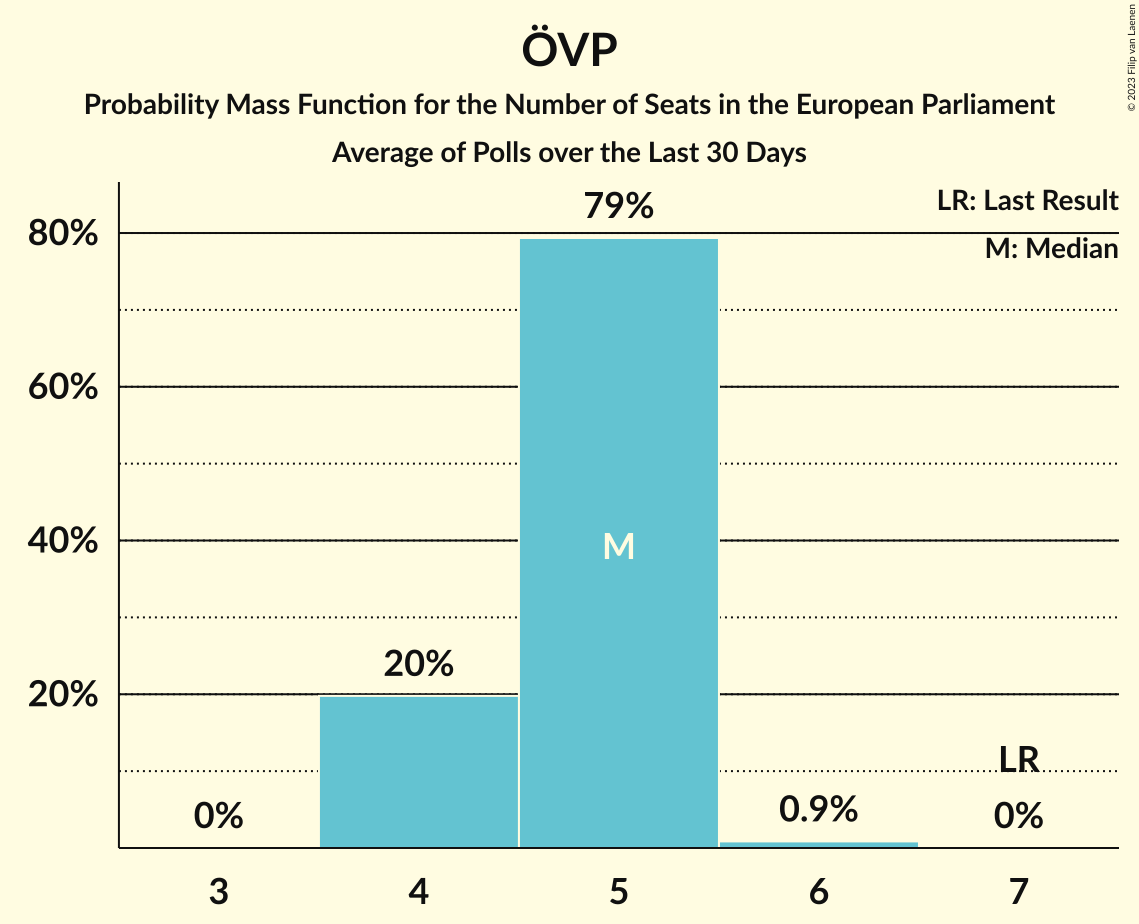 ÖVP
Probability Mass Function for the Number of Seats in the European Parliament
Average of Polls over the Last 30 Days
© 2023 Filip van Laenen
LR: Last Result
M: Median
79%
80%
60%
40%
M
20%
20%
LR
0%
0.9%
0%
3 4 5 6 7